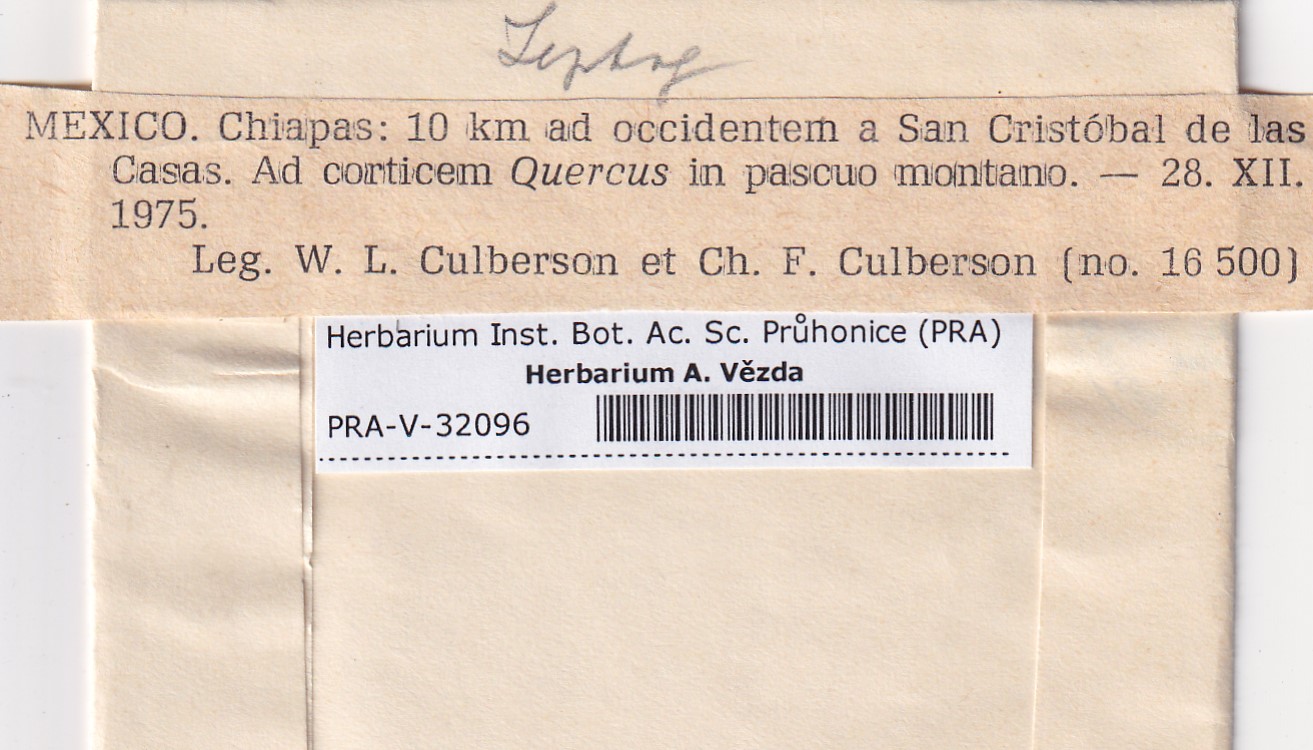 Leptog
MEXICO. Chiapas: 10 km ad occidentem a San Cristóbal de las
Casas. Ad corticem Quercus in pascuo montano. — 28. XII.
1975.
Leg. W. L. Culberson et Ch. F. Culberson (no. 16 500)
Herbarium Inst. Bot. Ac. Sc. Průhonice (PRA)
Herbarium A. Vězda
PRA-V-32096